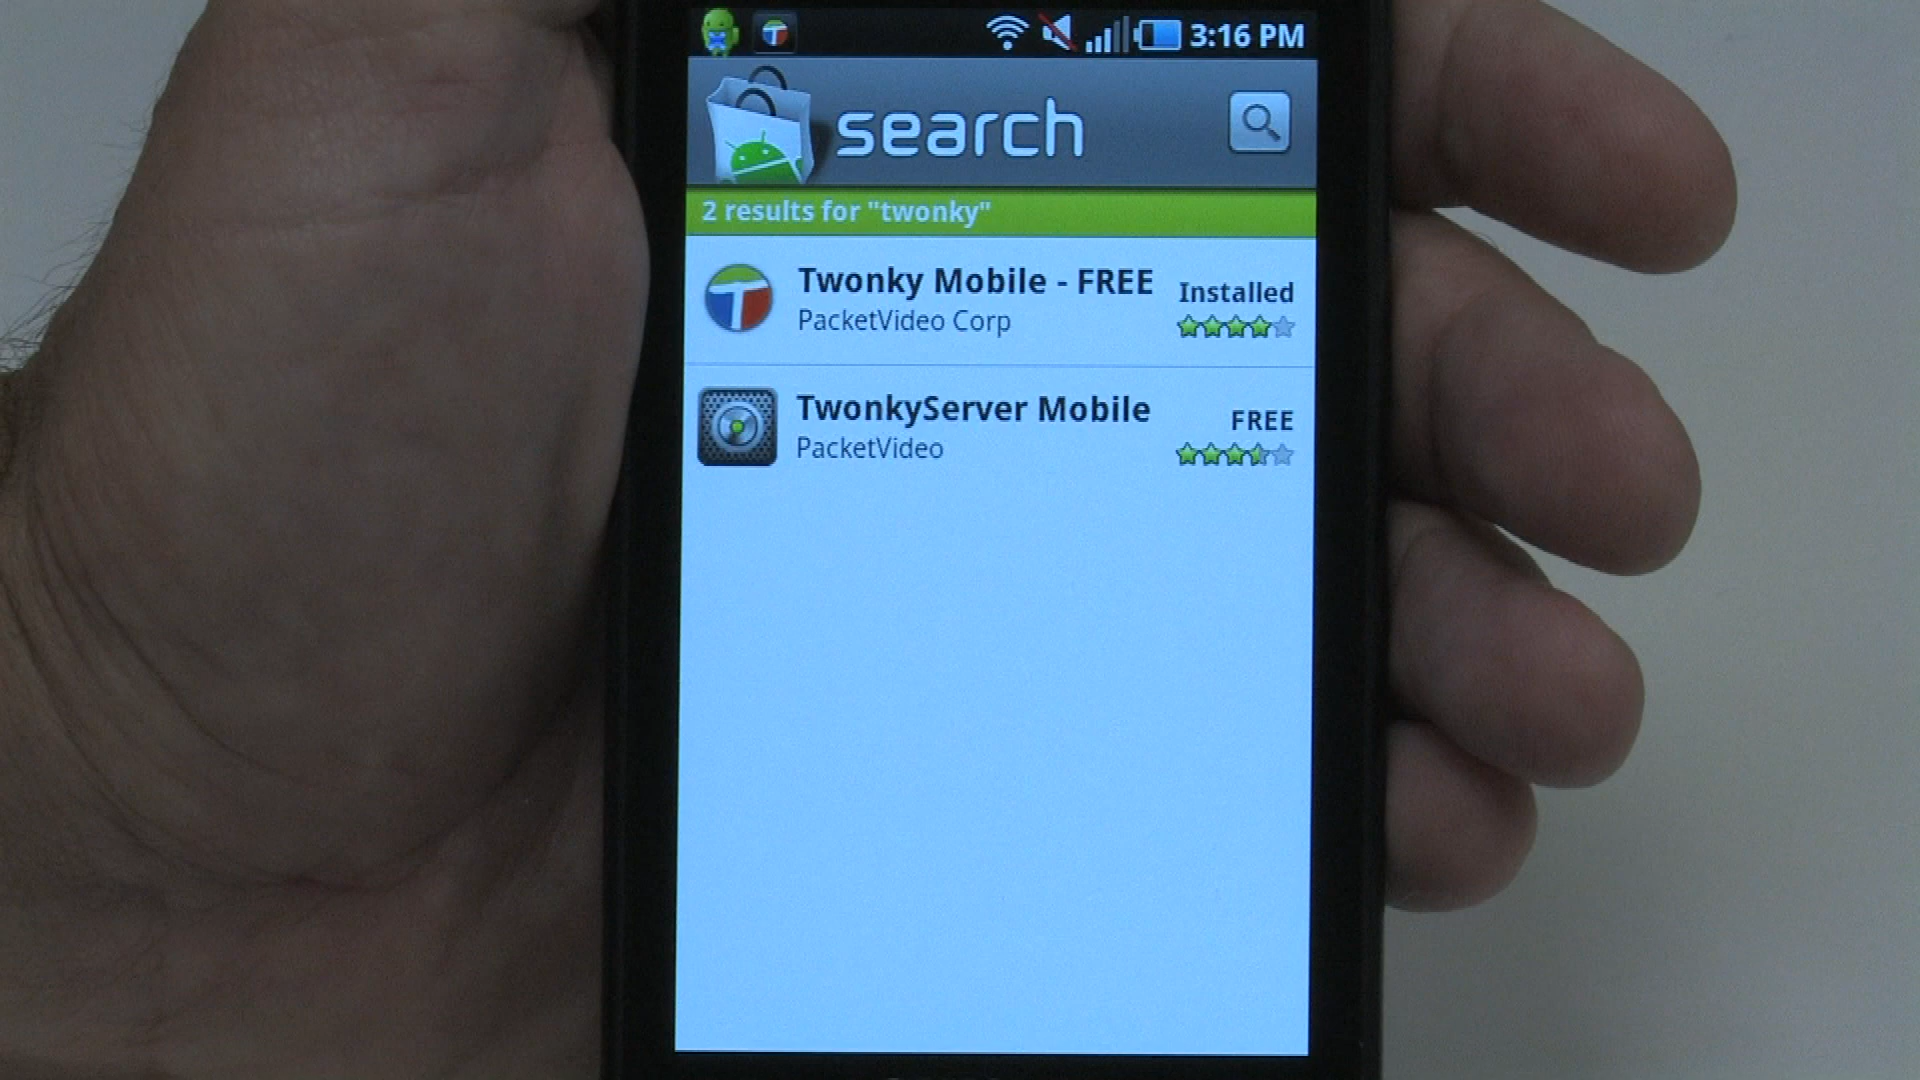 3:16 PM
search
2 results for "twonky"
Twonky Mobile - FREE
Installed
PacketVideo Corp
TwonkyServer Mobile
FREE
PacketVideo